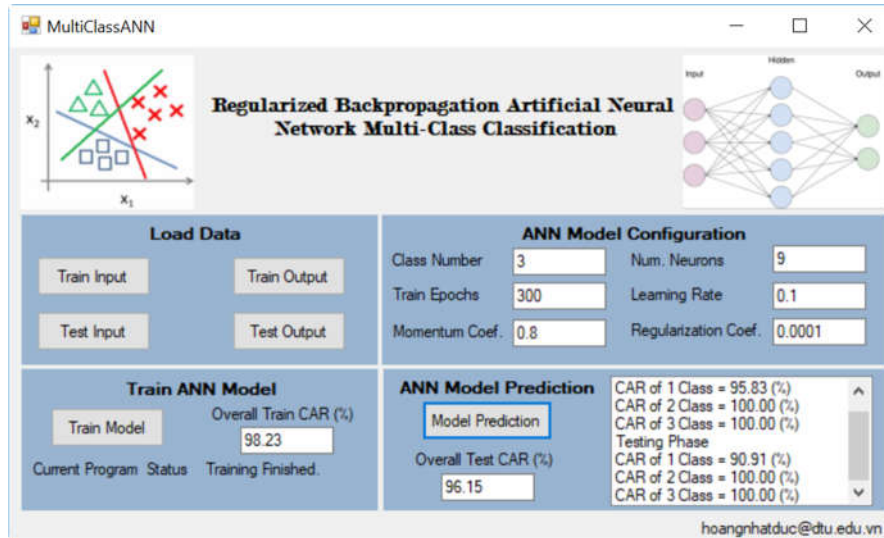 MultiClassANN
x₂
x₁
Regularized Backpropagation Artificial Neural
Network Multi-Class Classification
Input
Hidden
Output
Load Data
Train Input
Train Output
Test Input
Test Output
ANN Model Configuration
Class Number 3 Num. Neurons 9
Train Epochs 300 Learning Rate 0.1
Momentum Coef. 0.8 Regularization Coef. 0.0001
Train ANN Model
Train Model
Overall Train CAR (%)
98.23
Current Program Status Training Finished.
ANN Model Prediction
Model Prediction
Overall Test CAR (%)
96.15
CAR of 1 Class = 95.83 (%)
CAR of 2 Class = 100.00 (%)
CAR of 3 Class = 100.00 (%)
Testing Phase
CAR of 1 Class = 90.91 (%)
CAR of 2 Class = 100.00 (%)
CAR of 3 Class = 100.00 (%)
hoangnhatduc@dtu.edu.vn